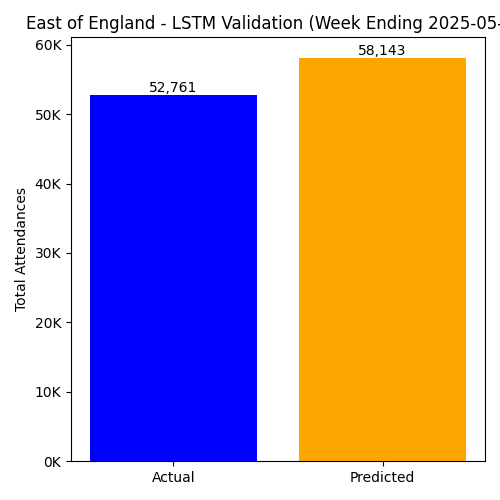 East of England - LSTM Validation (Week Ending 2025-05-
60K
50K
40K
30K
20K
10K
0K
Total Attendances
52,761
58,143
Actual
Predicted